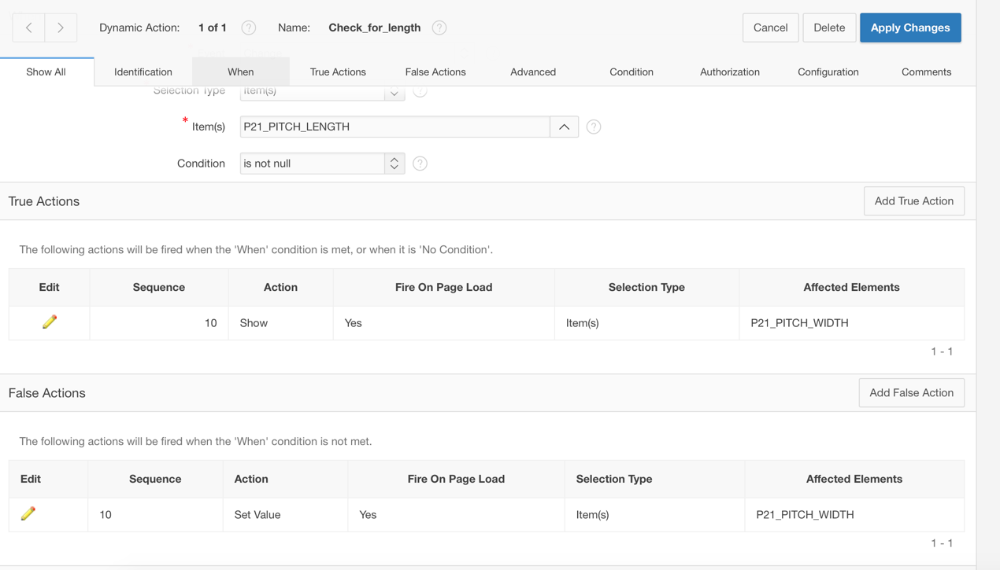 Dynamic Action: 1 of 1 ? Name: Check_for_length ? Cancel Delete Apply Changes
Show All Identification When True Actions False Actions Advanced Condition Authorization Configuration Comments
Selection Type Item(s) ?
* Item(s) P21_PITCH_LENGTH ?
Condition is not null ?
True Actions Add True Action
The following actions will be fired when the 'When' condition is met, or when it is 'No Condition'.
Edit Sequence Action Fire On Page Load Selection Type Affected Elements
10 Show Yes Item(s) P21_PITCH_WIDTH
1 - 1
False Actions Add False Action
The following actions will be fired when the 'When' condition is not met.
Edit Sequence Action Fire On Page Load Selection Type Affected Elements
10 Set Value Yes Item(s) P21_PITCH_WIDTH
1 - 1